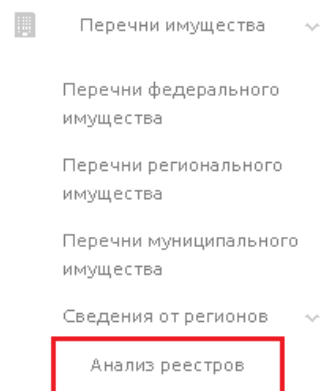 Перечни имущества
Перечни федерального
имущества
Перечни регионального
имущества
Перечни муниципального
имущества
Сведения от регионов
Анализ реестров